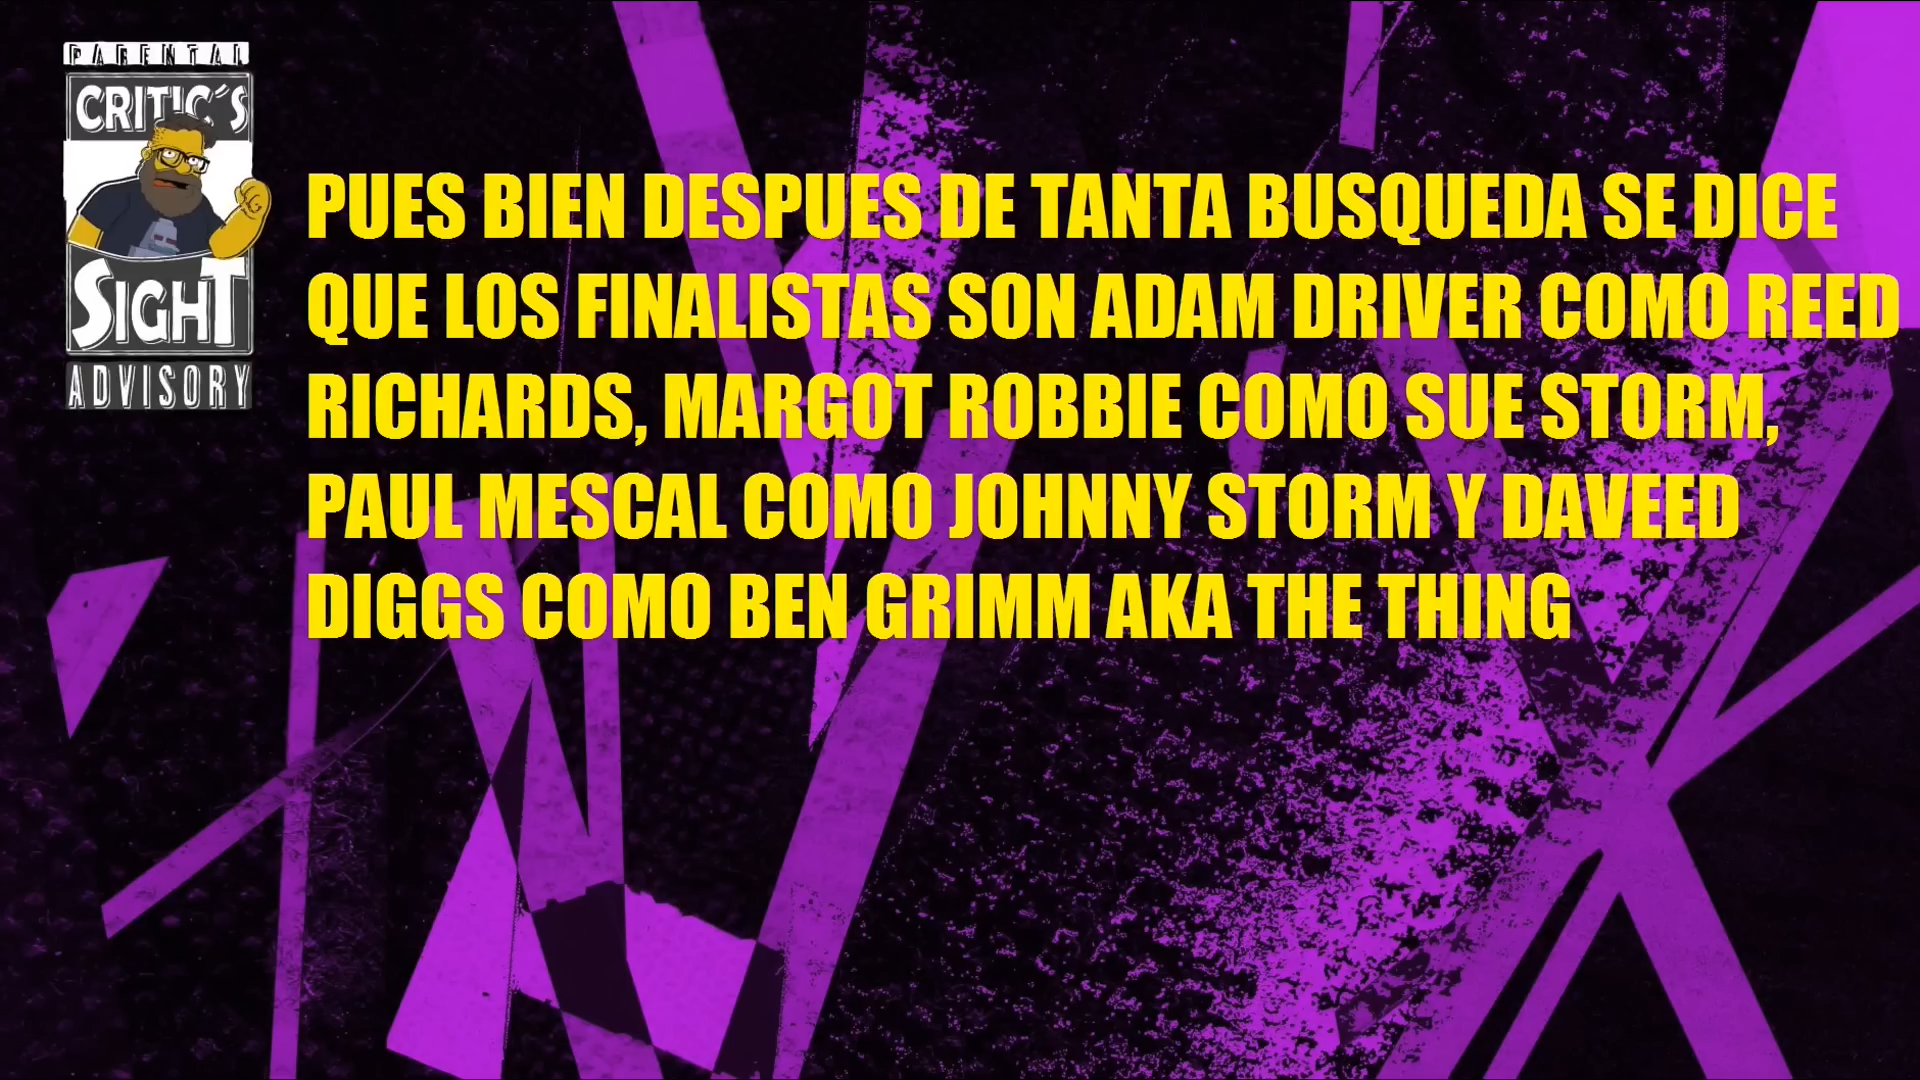 PARENTAL
CRITIC´S
SIGHT
ADVISORY
PUES BIEN DESPUES DE TANTA BUSQUEDA SE DICE
QUE LOS FINALISTAS SON ADAM DRIVER COMO REED
RICHARDS, MARGOT ROBBIE COMO SUE STORM,
PAUL MESCAL COMO JOHNNY STORM Y DAVEED
DIGGS COMO BEN GRIMM AKA THE THING